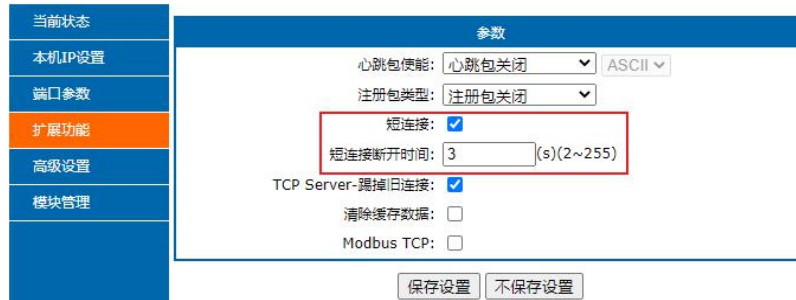 当前状态
本机IP设置
端口参数
扩展功能
高级设置
模块管理
参数
心跳包使能: 心跳包关闭 ASCII
注册包类型: 注册包关闭
短连接:
短连接断开时间: 3 (s)(2~255)
TCP Server-踢掉旧连接:
清除缓存数据:
Modbus TCP:
保存设置 不保存设置